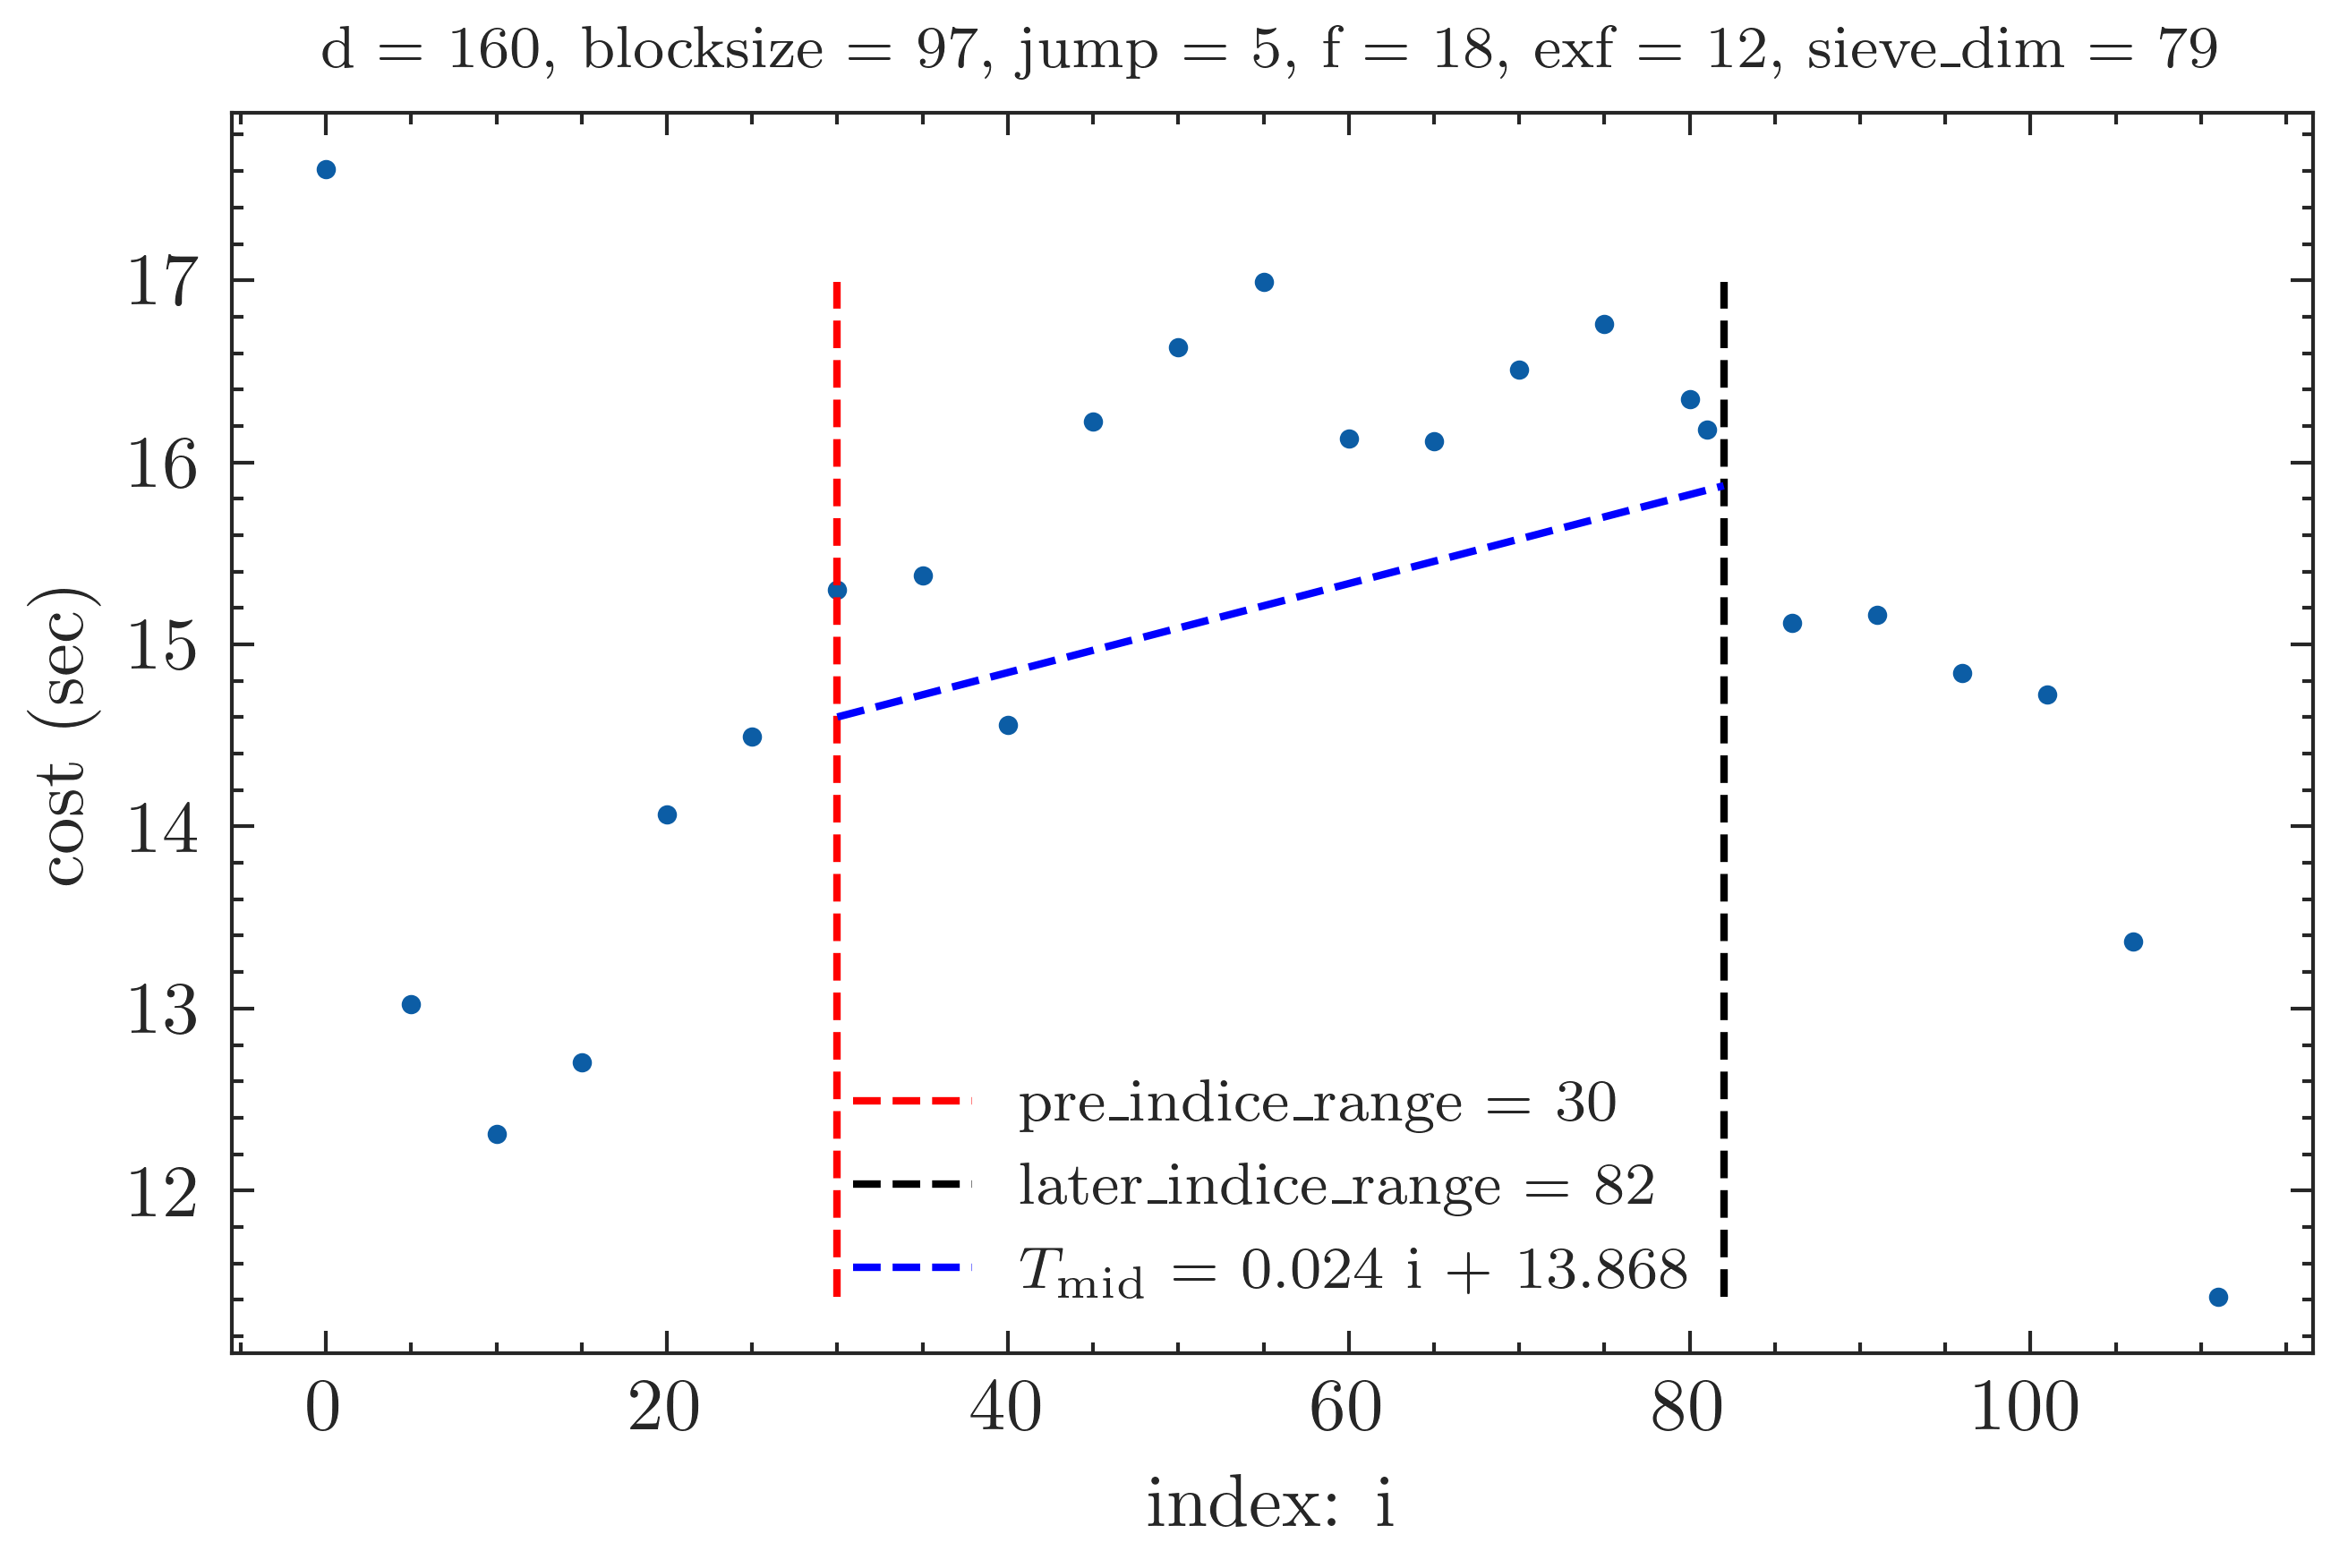 d = 160, blocksize = 97, jump = 5, f = 18, exf = 12, sieve_dim = 79
17
16
15
14
13
12
cost (sec)
pre_indice_range = 30
later_indice_range = 82
T_mid = 0.024 i + 13.868
0 20 40 60 80 100
index: i